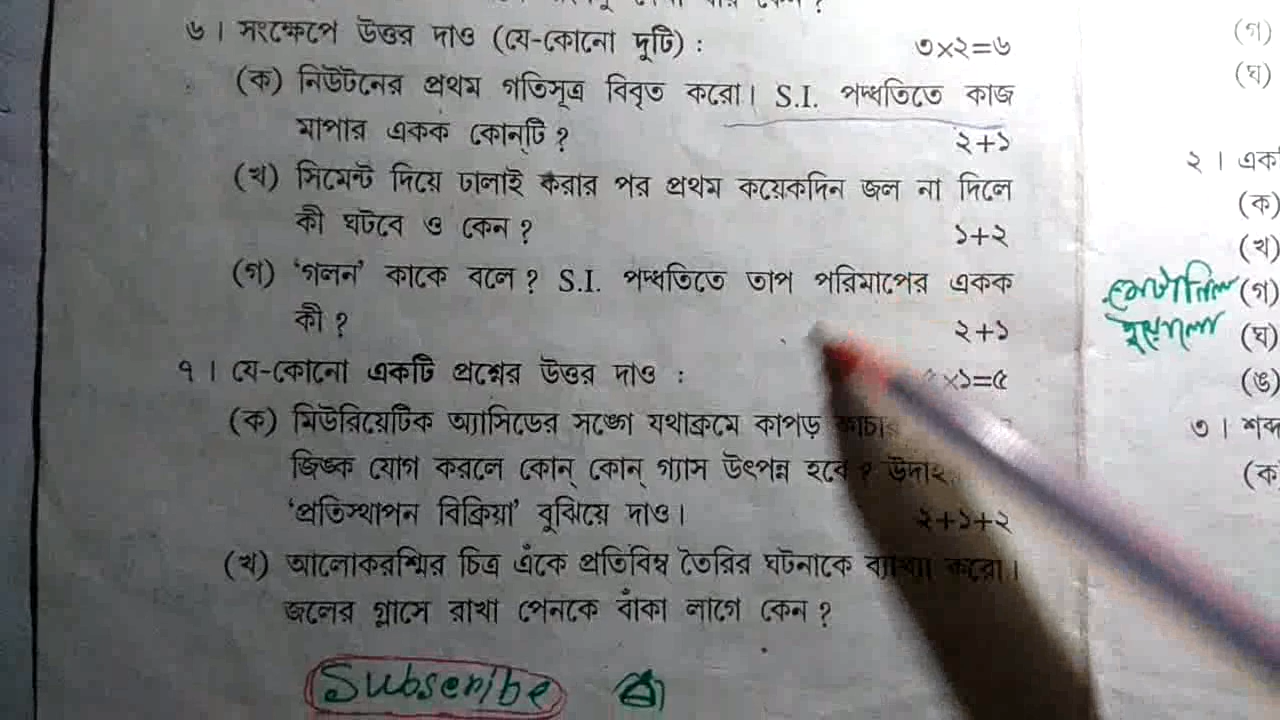 ৬। সংক্ষেপে উত্তর দাও (যে-কোনো দুটি) : ৩×২=৬
(ক) নিউটনের প্রথম গতিসূত্র বিবৃত করো। S.I. পদ্ধতিতে কাজ
মাপার একক কোন্‌টি ? ২+১
(খ) সিমেন্ট দিয়ে ঢালাই করার পর প্রথম কয়েকদিন জল না দিলে
কী ঘটবে ও কেন ? ১+২
(গ) ‘গলন’ কাকে বলে ? S.I. পদ্ধতিতে তাপ পরিমাপের একক
কী ? ২+১
৭। যে-কোনো একটি প্রশ্নের উত্তর দাও : ৫×১=৫
(ক) মিউরিয়েটিক অ্যাসিডের সঙ্গে যথাক্রমে কাপড় কাচার
জিঙ্ক যোগ করলে কোন্ কোন্ গ্যাস উৎপন্ন হবে ?
‘প্রতিস্থাপন বিক্রিয়া’ বুঝিয়ে দাও। ২+১+২
(খ) আলোকরশ্মির চিত্র এঁকে প্রতিবিম্ব তৈরির ঘটনাকে ব্যাখ্যা করো।
জলের গ্লাসে রাখা পেনকে বাঁকা লাগে কেন ?
Subscribe
(গ)
(ঘ)
২।
(ক)
(খ)
(গ)
(ঘ)
(ঙ)
৩। শব্দ
(ক)